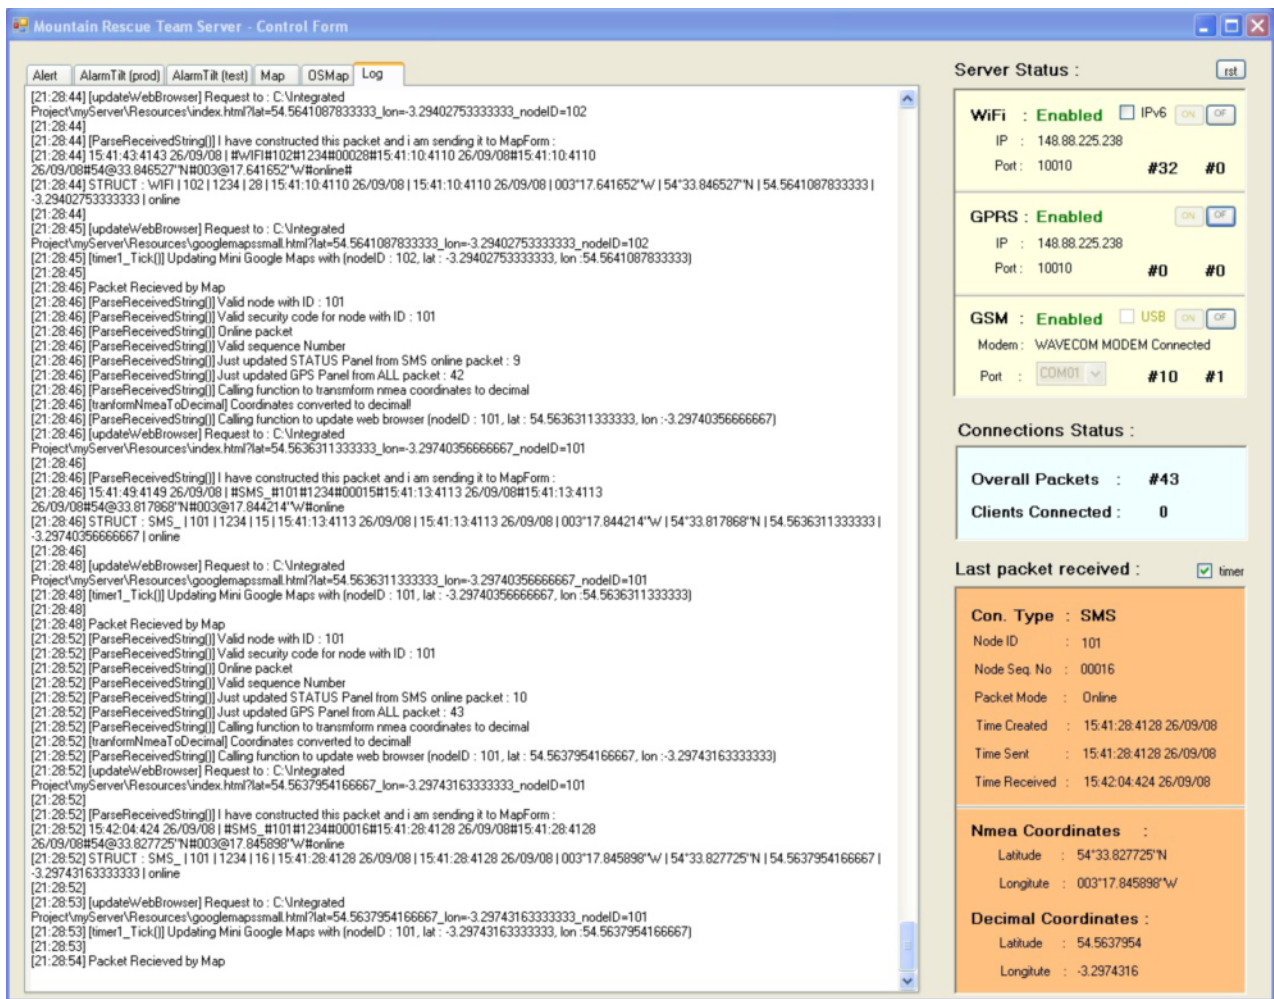 Mountain Rescue Team Server - Control Form
Alert AlarmTilt (prod) AlarmTilt (test) Map OSMap Log
[21:28:44] [updateWebBrowser] Request to : C:\Integrated
Project\myServer\Resources\index.html?lat=54.5641087833333_lon=-3.29402753333333_nodeID=102
[21:28:44]
[21:28:44] [ParseReceivedString()] I have constructed this packet and i am sending it to MapForm :
[21:28:44] 15:41:43:4143 26/09/08 | #WIFI#102#1234#00028#15:41:10:4110 26/09/08#15:41:10:4110
26/09/08#54@33.846527"N#003@17.641652"W#online#
[21:28:44] STRUCT : WIFI | 102 | 1234 | 28 | 15:41:10:4110 26/09/08 | 15:41:10:4110 26/09/08 | 003°17.641652"W | 54°33.846527"N | 54.5641087833333 |
-3.29402753333333 | online
[21:28:44]
[21:28:45] [updateWebBrowser] Request to : C:\Integrated
Project\myServer\Resources\googlemapssmall.html?lat=54.5641087833333_lon=-3.29402753333333_nodeID=102
[21:28:45] [timer1_Tick()] Updating Mini Google Maps with (nodeID : 102, lat : -3.29402753333333, lon :54.5641087833333)
[21:28:45]
[21:28:46] Packet Recieved by Map
[21:28:46] [ParseReceivedString()] Valid node with ID : 101
[21:28:46] [ParseReceivedString()] Valid security code for node with ID : 101
[21:28:46] [ParseReceivedString()] Online packet
[21:28:46] [ParseReceivedString()] Valid sequence Number
[21:28:46] [ParseReceivedString()] Just updated STATUS Panel from SMS online packet : 9
[21:28:46] [ParseReceivedString()] Just updated GPS Panel from ALL packet : 42
[21:28:46] [ParseReceivedString()] Calling function to transmform nmea coordinates to decimal
[21:28:46] [tranformNmeaToDecimal] Coordinates converted to decimal!
[21:28:46] [ParseReceivedString()] Calling function to update web browser (nodeID : 101, lat : 54.5636311333333, lon :-3.29740356666667)
[21:28:46] [updateWebBrowser] Request to : C:\Integrated
Project\myServer\Resources\index.html?lat=54.5636311333333_lon=-3.29740356666667_nodeID=101
[21:28:46]
[21:28:46] [ParseReceivedString()] I have constructed this packet and i am sending it to MapForm :
[21:28:46] 15:41:49:4149 26/09/08 | #SMS_#101#1234#00015#15:41:13:4113 26/09/08#15:41:13:4113
26/09/08#54@33.817868"N#003@17.844214"W#online
[21:28:46] STRUCT : SMS_ | 101 | 1234 | 15 | 15:41:13:4113 26/09/08 | 15:41:13:4113 26/09/08 | 003°17.844214"W | 54°33.817868"N | 54.5636311333333 |
-3.29740356666667 | online
[21:28:46]
[21:28:48] [updateWebBrowser] Request to : C:\Integrated
Project\myServer\Resources\googlemapssmall.html?lat=54.5636311333333_lon=-3.29740356666667_nodeID=101
[21:28:48] [timer1_Tick()] Updating Mini Google Maps with (nodeID : 101, lat : -3.29740356666667, lon :54.5636311333333)
[21:28:48]
[21:28:48] Packet Recieved by Map
[21:28:52] [ParseReceivedString()] Valid node with ID : 101
[21:28:52] [ParseReceivedString()] Valid security code for node with ID : 101
[21:28:52] [ParseReceivedString()] Online packet
[21:28:52] [ParseReceivedString()] Valid sequence Number
[21:28:52] [ParseReceivedString()] Just updated STATUS Panel from SMS online packet : 10
[21:28:52] [ParseReceivedString()] Just updated GPS Panel from ALL packet : 43
[21:28:52] [ParseReceivedString()] Calling function to transmform nmea coordinates to decimal
[21:28:52] [tranformNmeaToDecimal] Coordinates converted to decimal!
[21:28:52] [ParseReceivedString()] Calling function to update web browser (nodeID : 101, lat : 54.5637954166667, lon :-3.29743163333333)
[21:28:52] [updateWebBrowser] Request to : C:\Integrated
Project\myServer\Resources\index.html?lat=54.5637954166667_lon=-3.29743163333333_nodeID=101
[21:28:52]
[21:28:52] [ParseReceivedString()] I have constructed this packet and i am sending it to MapForm :
[21:28:52] 15:42:04:424 26/09/08 | #SMS_#101#1234#00016#15:41:28:4128 26/09/08#15:41:28:4128
26/09/08#54@33.827725"N#003@17.845898"W#online
[21:28:52] STRUCT : SMS_ | 101 | 1234 | 16 | 15:41:28:4128 26/09/08 | 15:41:28:4128 26/09/08 | 003°17.845898"W | 54°33.827725"N | 54.5637954166667 |
-3.29743163333333 | online
[21:28:52]
[21:28:53] [updateWebBrowser] Request to : C:\Integrated
Project\myServer\Resources\googlemapssmall.html?lat=54.5637954166667_lon=-3.29743163333333_nodeID=101
[21:28:53] [timer1_Tick()] Updating Mini Google Maps with (nodeID : 101, lat : -3.29743163333333, lon :54.5637954166667)
[21:28:53]
[21:28:54] Packet Recieved by Map
Server Status : rst
WiFi : Enabled IPv6 ON OF
IP : 148.88.225.238
Port : 10010 #32 #0
GPRS : Enabled ON OF
IP : 148.88.225.238
Port : 10010 #0 #0
GSM : Enabled USB ON OF
Modem : WAVECOM MODEM Connected
Port : COM01 #10 #1
Connections Status :
Overall Packets : #43
Clients Connected : 0
Last packet received : timer
Con. Type : SMS
Node ID : 101
Node Seq. No : 00016
Packet Mode : Online
Time Created : 15:41:28:4128 26/09/08
Time Sent : 15:41:28:4128 26/09/08
Time Received : 15:42:04:424 26/09/08
Nmea Coordinates :
Latitude : 54°33.827725"N
Longitute : 003°17.845898"W
Decimal Coordinates :
Latitude : 54.5637954
Longitute : -3.2974316